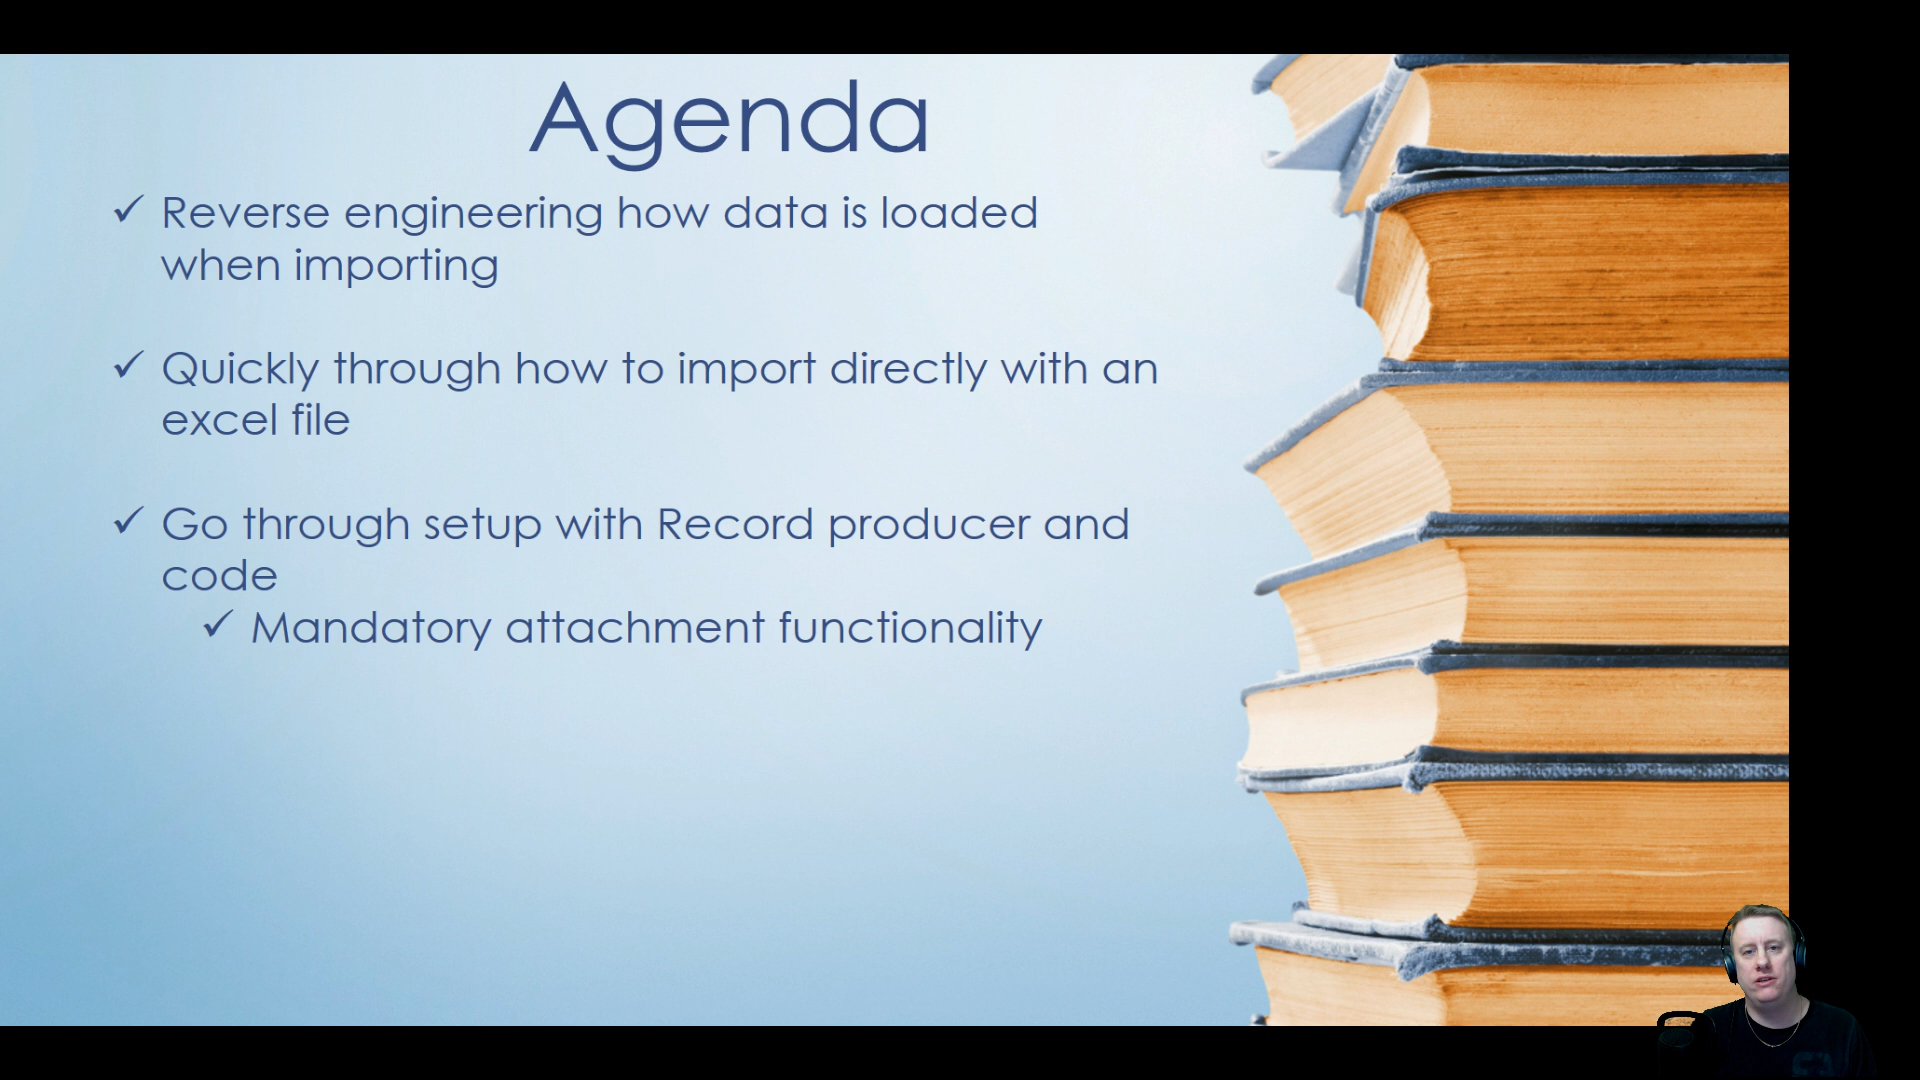 Agenda
✓ Reverse engineering how data is loaded
when importing
✓ Quickly through how to import directly with an
excel file
✓ Go through setup with Record producer and
code
✓ Mandatory attachment functionality